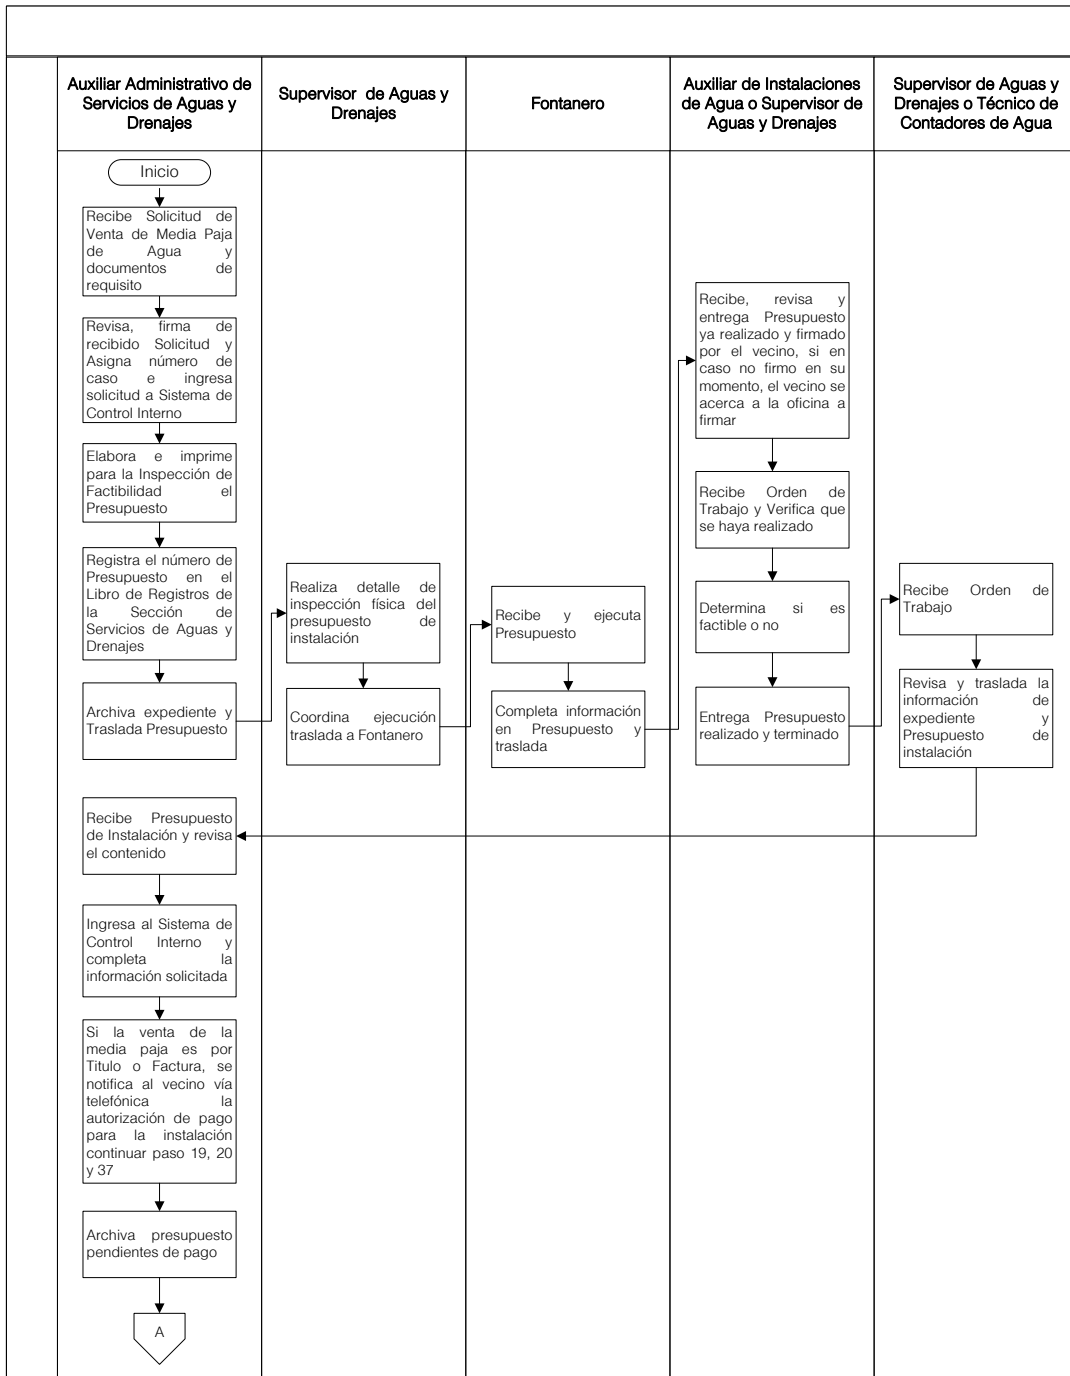 Auxiliar Administrativo de
Servicios de Aguas y
Drenajes
Supervisor de Aguas y
Drenajes
Fontanero
Auxiliar de Instalaciones
de Agua o Supervisor de
Aguas y Drenajes
Supervisor de Aguas y
Drenajes o Técnico de
Contadores de Agua
Inicio
Recibe Solicitud de
Venta de Media Paja
de Agua y
documentos de
requisito
Revisa, firma de
recibido Solicitud y
Asigna número de
caso e ingresa
solicitud a Sistema de
Control Interno
Elabora e imprime
para la Inspección de
Factibilidad el
Presupuesto
Registra el número de
Presupuesto en el
Libro de Registros de
la Sección de
Servicios de Aguas y
Drenajes
Archiva expediente y
Traslada Presupuesto
Realiza detalle de
inspección física del
presupuesto de
instalación
Coordina ejecución
traslada a Fontanero
Recibe y ejecuta
Presupuesto
Completa información
en Presupuesto y
traslada
Recibe, revisa y
entrega Presupuesto
ya realizado y firmado
por el vecino, si en
caso no firmo en su
momento, el vecino se
acerca a la oficina a
firmar
Recibe Orden de
Trabajo y Verifica que
se haya realizado
Determina si es
factible o no
Entrega Presupuesto
realizado y terminado
Recibe Orden de
Trabajo
Revisa y traslada la
información de
expediente y
Presupuesto de
instalación
Recibe Presupuesto
de Instalación y revisa
el contenido
Ingresa al Sistema de
Control Interno y
completa la
información solicitada
Si la venta de la
media paja es por
Titulo o Factura, se
notifica al vecino vía
telefónica la
autorización de pago
para la instalación
continuar paso 19, 20
y 37
Archiva presupuesto
pendientes de pago
A